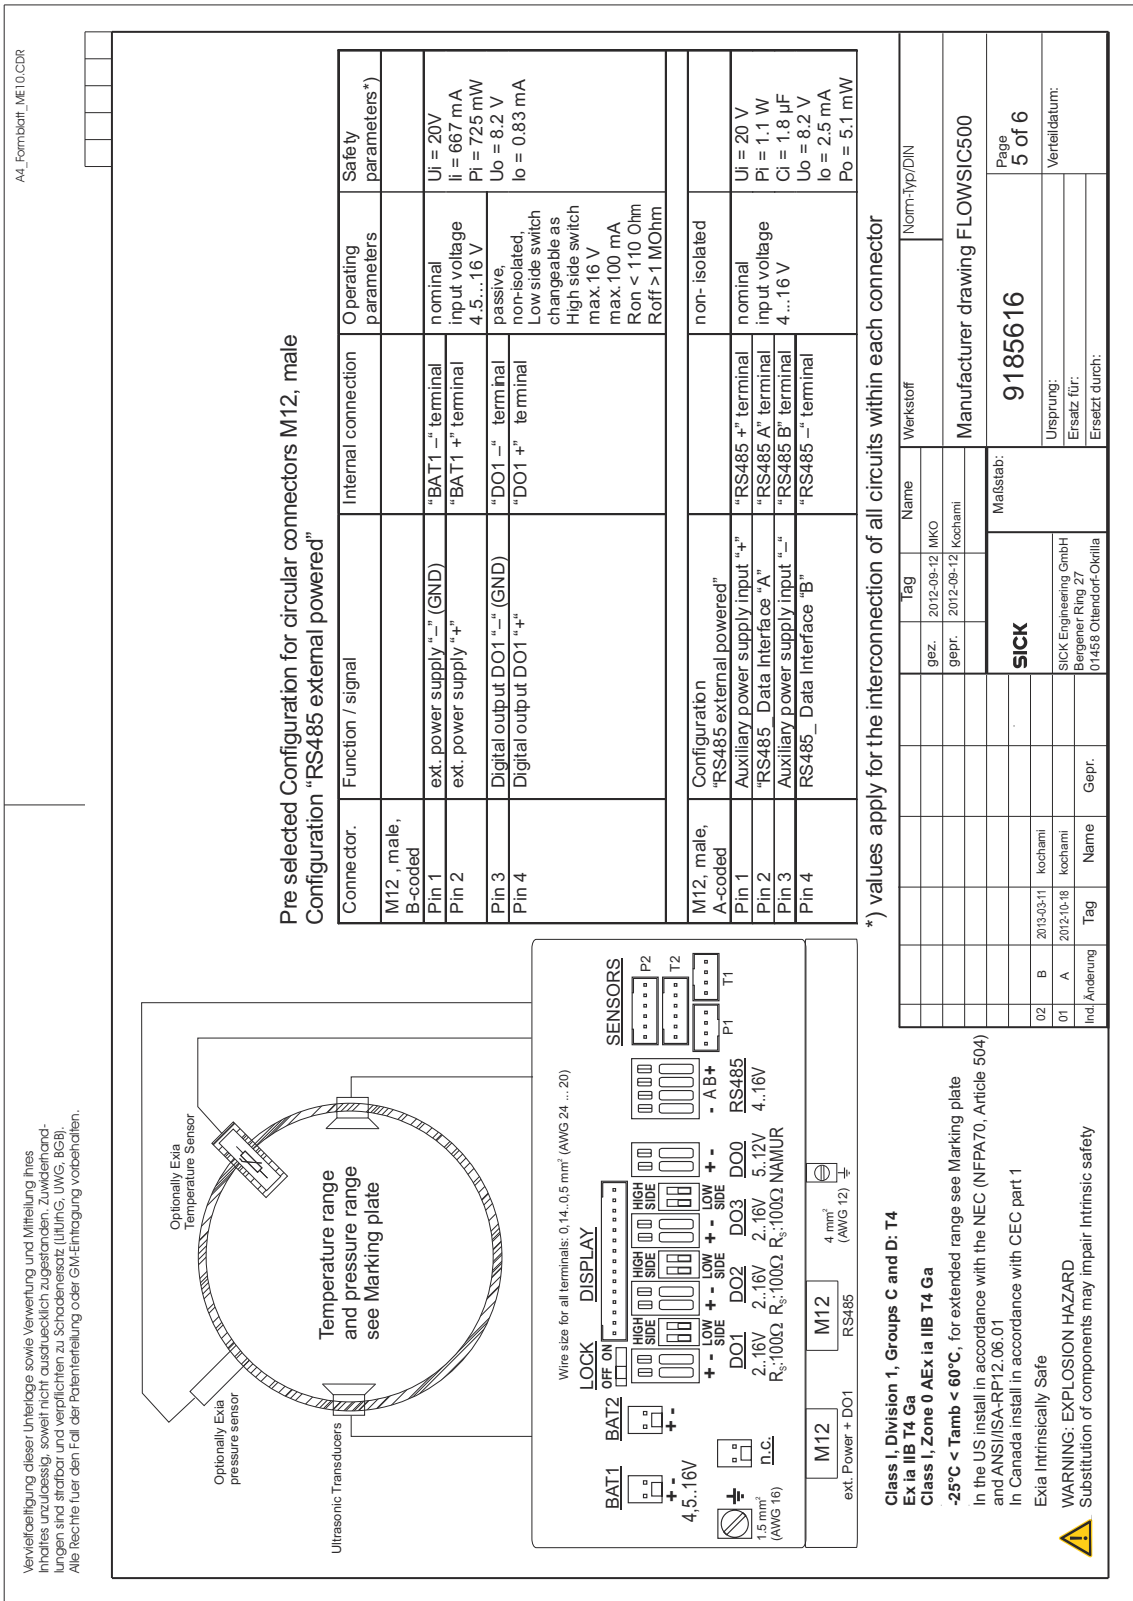 A4_Formblatt_ME10.CDR
Vervielfaeltigung dieser Unterlage sowie Verwertung und Mitteilung ihres
Inhaltes unzulaessig, soweit nicht ausdruecklich zugestanden. Zuwiderhand-
lungen sind strafbar und verpflichten zu Schadenersatz (LitUrhG, UWG, BGB).
Alle Rechte fuer den Fall der Patenterteilung oder GM-Eintragung vorbehalten.
Optionally Exia
pressure sensor
Optionally Exia
Temperature Sensor
Ultrasonic Transducers
Temperature range
and pressure range
see Marking plate
Wire size for all terminals: 0,14..0,5 mm² (AWG 24 ... 20)
BAT1
+ -
4,5..16V
BAT2
+ -
LOCK
OFF ON
DISPLAY
SENSORS
P2
T2
P1
T1
1.5 mm²
(AWG 16)
n.c.
HIGH
SIDE
LOW
SIDE
+ -
DO1
2..16V
RS:100Ω
HIGH
SIDE
LOW
SIDE
+ -
DO2
2..16V
RS:100Ω
HIGH
SIDE
LOW
SIDE
+ -
DO3
2..16V
RS:100Ω
+ -
DO0
5..12V
NAMUR
- A B +
RS485
4..16V
M12
ext. Power + DO1
M12
RS485
4 mm²
(AWG 12)
Pre selected Configuration for circular connectors M12, male
Configuration “RS485 external powered”
Connector. Function / signal Internal connection Operating parameters Safety parameters*)
M12 , male, B-coded
Pin 1 ext. power supply “–” (GND) “BAT1 –“ terminal
Pin 2 ext. power supply “+” “BAT1 +” terminal
nominal
input voltage
4.5...16 V
Pin 3 Digital output DO1 “–“ (GND) “DO1 –“ terminal
Pin 4 Digital output DO1 “+“ “DO1 +” terminal
passive,
non-isolated,
Low side switch
changeable as
High side switch
max.16 V
max.100 mA
Ron < 110 Ohm
Roff >1 MOhm
Ui = 20V
Ii = 667 mA
Pi = 725 mW
Uo = 8.2 V
Io = 0.83 mA
M12, male, A-coded
Configuration
“RS485 external powered”
non- isolated
Pin 1 Auxiliary power supply input “+” “RS485 +” terminal
Pin 2 “RS485_ Data Interface “A” “RS485 A” terminal
Pin 3 Auxiliary power supply input “–“ “RS485 B” terminal
Pin 4 RS485_ Data Interface “B” “RS485 –“ terminal
nominal
input voltage
4...16 V
Ui = 20 V
Pi = 1.1 W
Ci = 1.8 µF
Uo = 8.2 V
Io = 2.5 mA
Po = 5.1 mW
*) values apply for the interconnection of all circuits within each connector
Class I, Division 1, Groups C and D: T4
Ex ia IIB T4 Ga
Class I, Zone 0 AEx ia IIB T4 Ga
-25°C < Tamb < 60°C, for extended range see Marking plate
In the US install in accordance with the NEC (NFPA70, Article 504)
and ANSI/ISA-RP12.06.01
In Canada install in accordance with CEC part 1
Exia Intrinsically Safe
WARNING: EXPLOSION HAZARD
Substitution of components may impair Intrinsic safety
02 B 2013-03-11 kochami
01 A 2012-10-18 kochami
Ind. Änderung Tag Name Gepr.
Tag Name
gez. 2012-09-12 MKO
gepr. 2012-09-12 Kochami
SICK
SICK Engineering GmbH
Bergener Ring 27
01458 Ottendorf-Okrilla
Maßstab:
Werkstoff
Norm-Typ/DIN
Manufacturer drawing FLOWSIC500
9185616
Page
5 of 6
Ursprung:
Ersatz für:
Ersetzt durch:
Verteildatum: